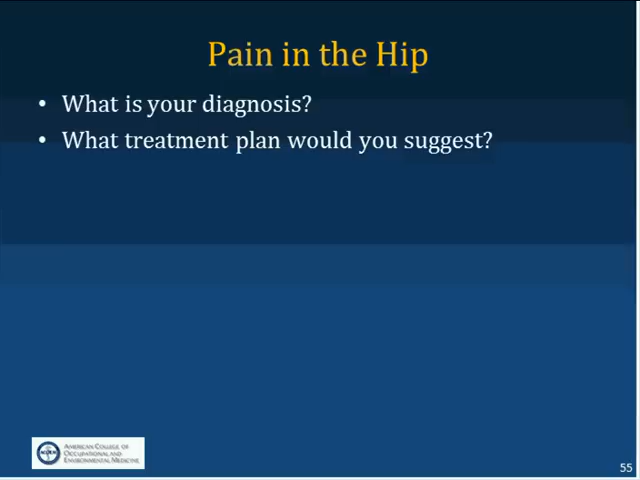 Pain in the Hip
• What is your diagnosis?
• What treatment plan would you suggest?
AMERICAN COLLEGE OF
OCCUPATIONAL AND
ENVIRONMENTAL MEDICINE
55